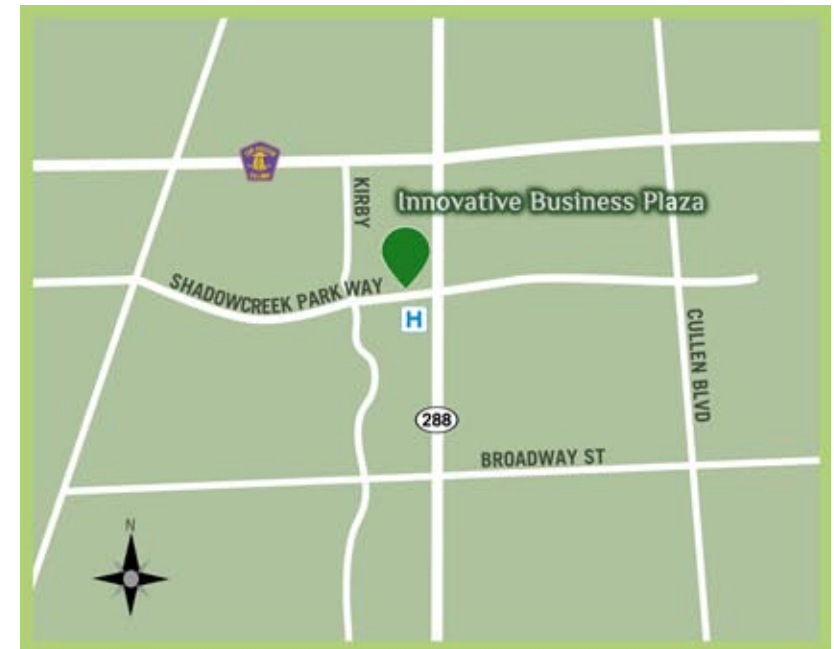 KIRBY
Innovative Business Plaza
SHADOWCREEK PARK WAY
H
CULLEN BLVD
288
BROADWAY ST
N